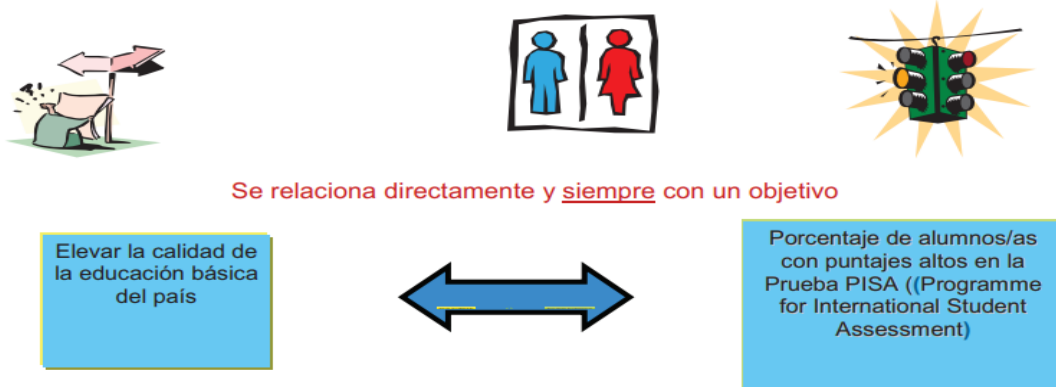 Se relaciona directamente y siempre con un objetivo
Elevar la calidad de
la educación básica
del país
Porcentaje de alumnos/as
con puntajes altos en la
Prueba PISA ((Programme
for International Student
Assessment)